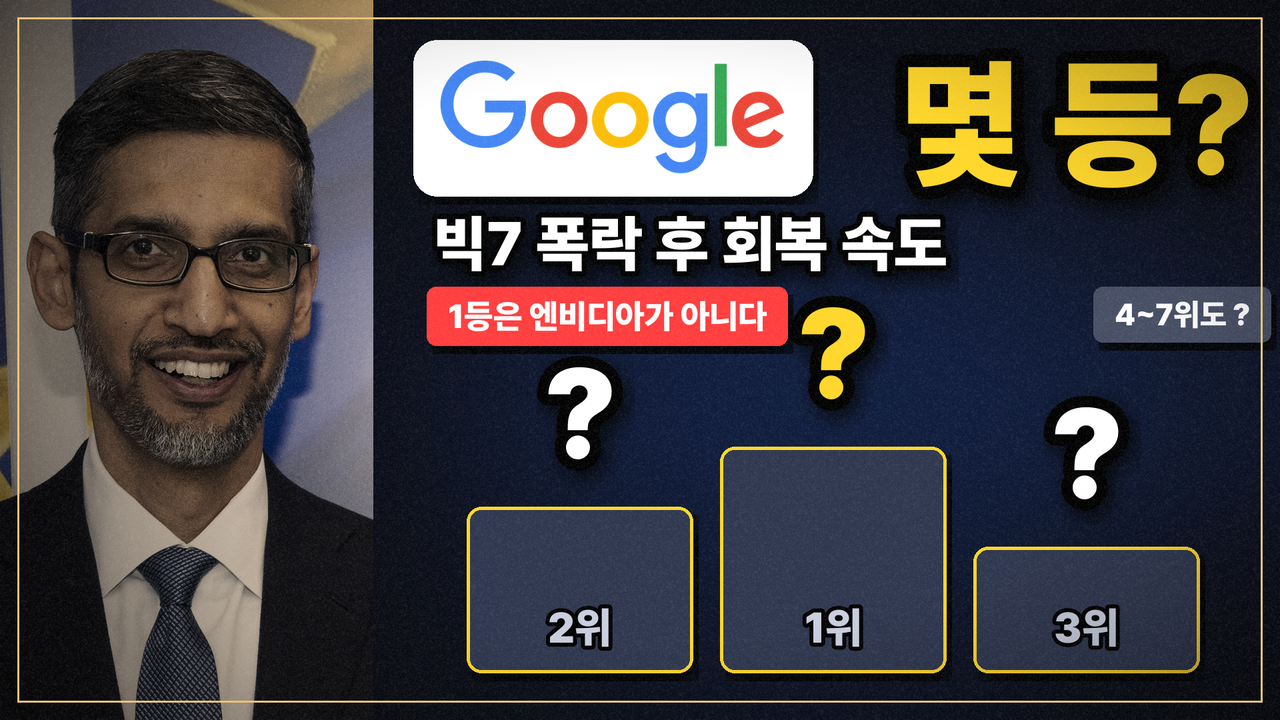 Google
몇 등?
빅7 폭락 후 회복 속도
1등은 엔비디아가 아니다
4~7위도 ?
?
?
?
2위
1위
3위